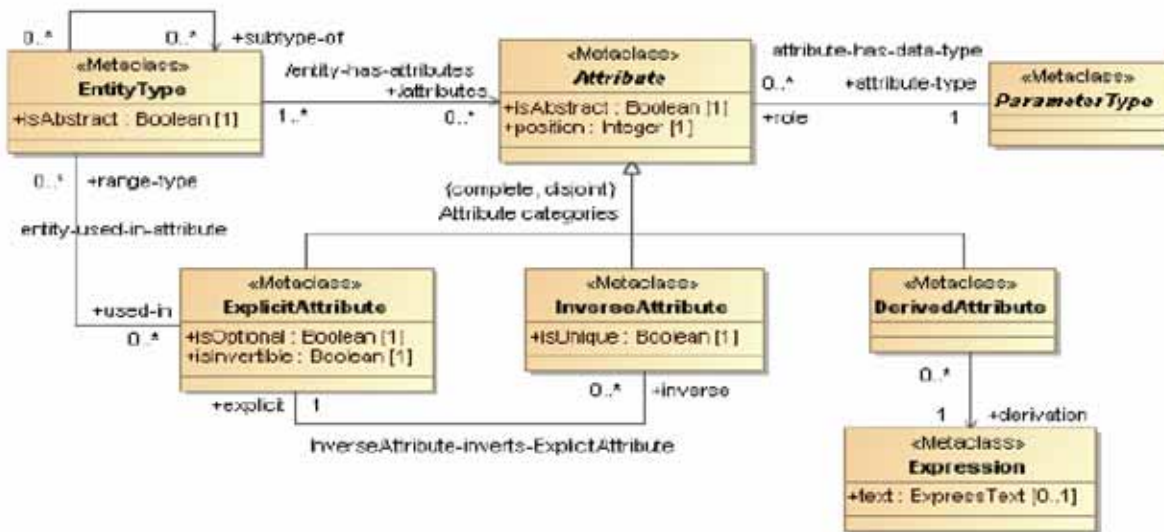 0..*
0..*
+subtype-of
«Metaclass»
EntityType
+isAbstract : Boolean [1]
/entity-has-attributes
+/attributes
1..*
0..*
«Metaclass»
Attribute
+isAbstract : Boolean [1]
+position : Integer [1]
attribute-has-data-type
0..*
+attribute-type
+role
1
«Metaclass»
ParameterType
0..*
+range-type
entity-used-in-attribute
+used-in
0..*
{complete, disjoint}
Attribute categories
«Metaclass»
ExplicitAttribute
+isOptional : Boolean [1]
+isInvertible : Boolean [1]
«Metaclass»
InverseAttribute
+isUnique : Boolean [1]
«Metaclass»
DerivedAttribute
+explicit
1
0..*
+inverse
InverseAttribute-inverts-ExplicitAttribute
0..*
1
+derivation
«Metaclass»
Expression
+text : ExpressText [0..1]